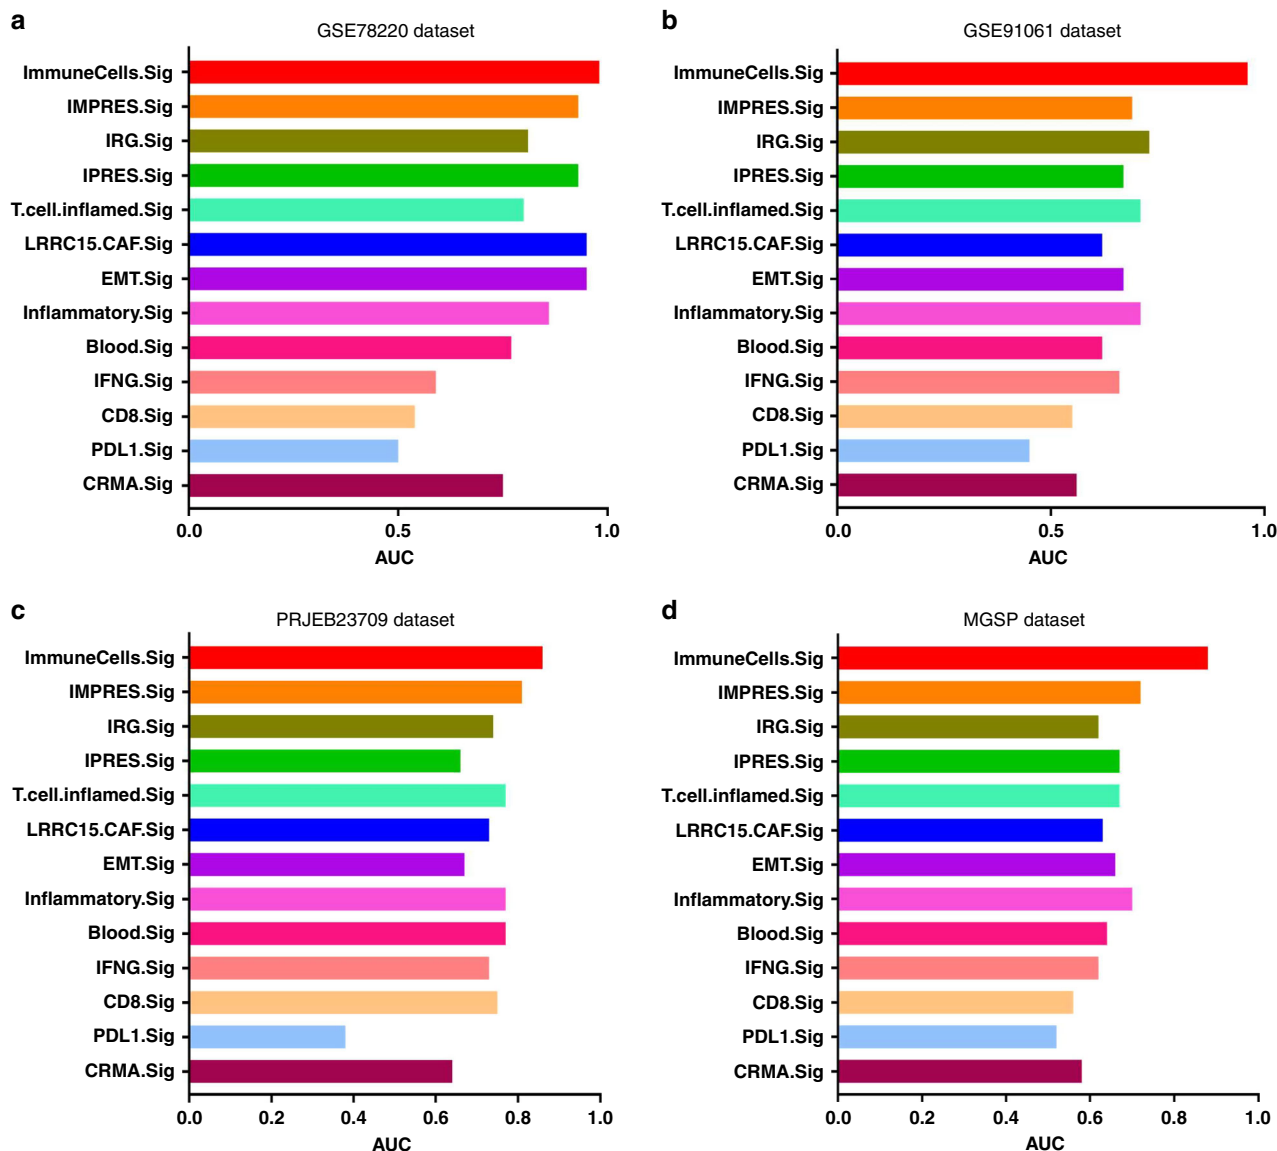 a
GSE78220 dataset
ImmuneCells.Sig
IMPRES.Sig
IRG.Sig
IPRES.Sig
T.cell.inflamed.Sig
LRRC15.CAF.Sig
EMT.Sig
Inflammatory.Sig
Blood.Sig
IFNG.Sig
CD8.Sig
PDL1.Sig
CRMA.Sig
0.0 0.5 1.0
AUC
b
GSE91061 dataset
ImmuneCells.Sig
IMPRES.Sig
IRG.Sig
IPRES.Sig
T.cell.inflamed.Sig
LRRC15.CAF.Sig
EMT.Sig
Inflammatory.Sig
Blood.Sig
IFNG.Sig
CD8.Sig
PDL1.Sig
CRMA.Sig
0.0 0.5 1.0
AUC
c
PRJEB23709 dataset
ImmuneCells.Sig
IMPRES.Sig
IRG.Sig
IPRES.Sig
T.cell.inflamed.Sig
LRRC15.CAF.Sig
EMT.Sig
Inflammatory.Sig
Blood.Sig
IFNG.Sig
CD8.Sig
PDL1.Sig
CRMA.Sig
0.0 0.2 0.4 0.6 0.8 1.0
AUC
d
MGSP dataset
ImmuneCells.Sig
IMPRES.Sig
IRG.Sig
IPRES.Sig
T.cell.inflamed.Sig
LRRC15.CAF.Sig
EMT.Sig
Inflammatory.Sig
Blood.Sig
IFNG.Sig
CD8.Sig
PDL1.Sig
CRMA.Sig
0.0 0.2 0.4 0.6 0.8 1.0
AUC